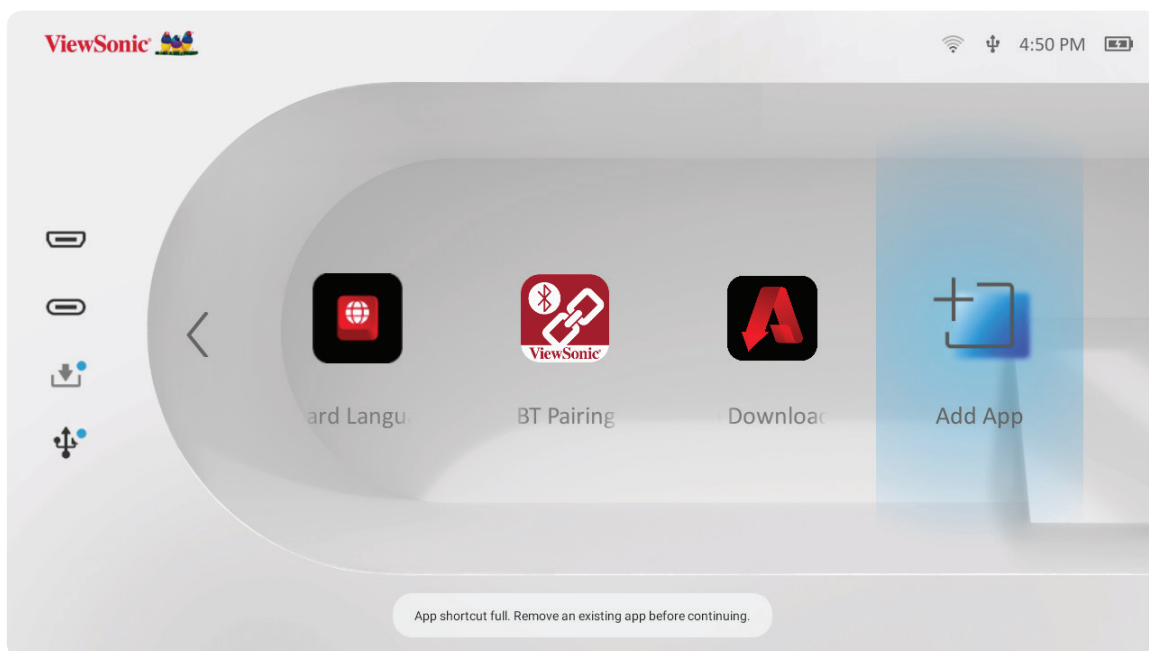 ViewSonic
4:50 PM
ViewSonic
ard Langu
BT Pairing
Downloa
Add App
App shortcut full. Remove an existing app before continuing.